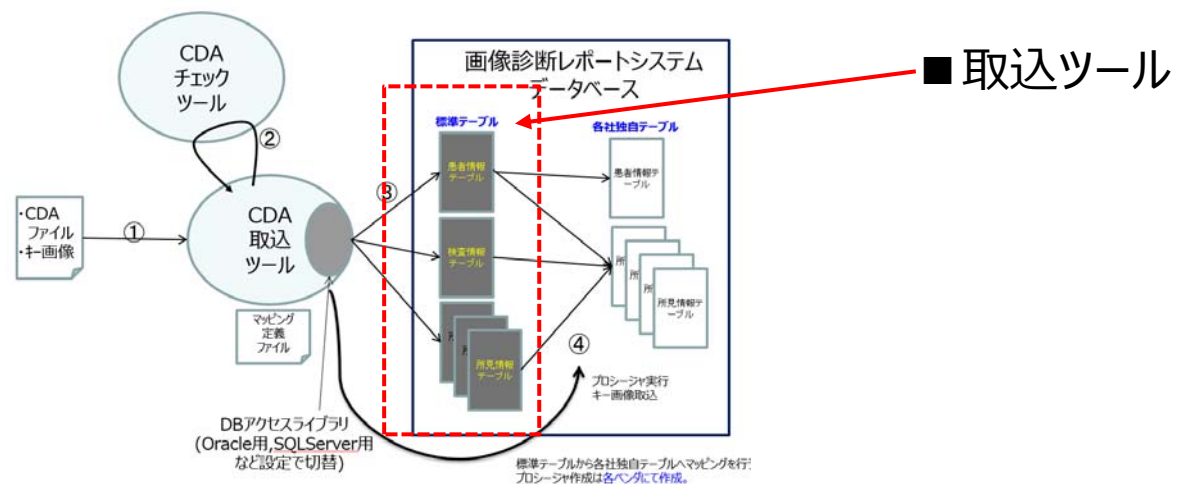 CDA
チェック
ツール
②
画像診断レポートシステム
データベース
■取込ツール
標準テーブル
各社独自テーブル
患者情報
テーブル
患者情報テ
ーブル
③
・CDA
ファイル
・キー画像
①
CDA
取込
ツール
検査情報
テーブル
所
所
所
所見情報テ
ーブル
マッピング
定義
ファイル
所見情報
テーブル
④
プロシージャ実行
キー画像取込
DBアクセスライブラリ
(Oracle用,SQLServer用
など設定で切替)
標準テーブルから各社独自テーブルへマッピングを行
プロシージャ作成は各ベンダにて作成。